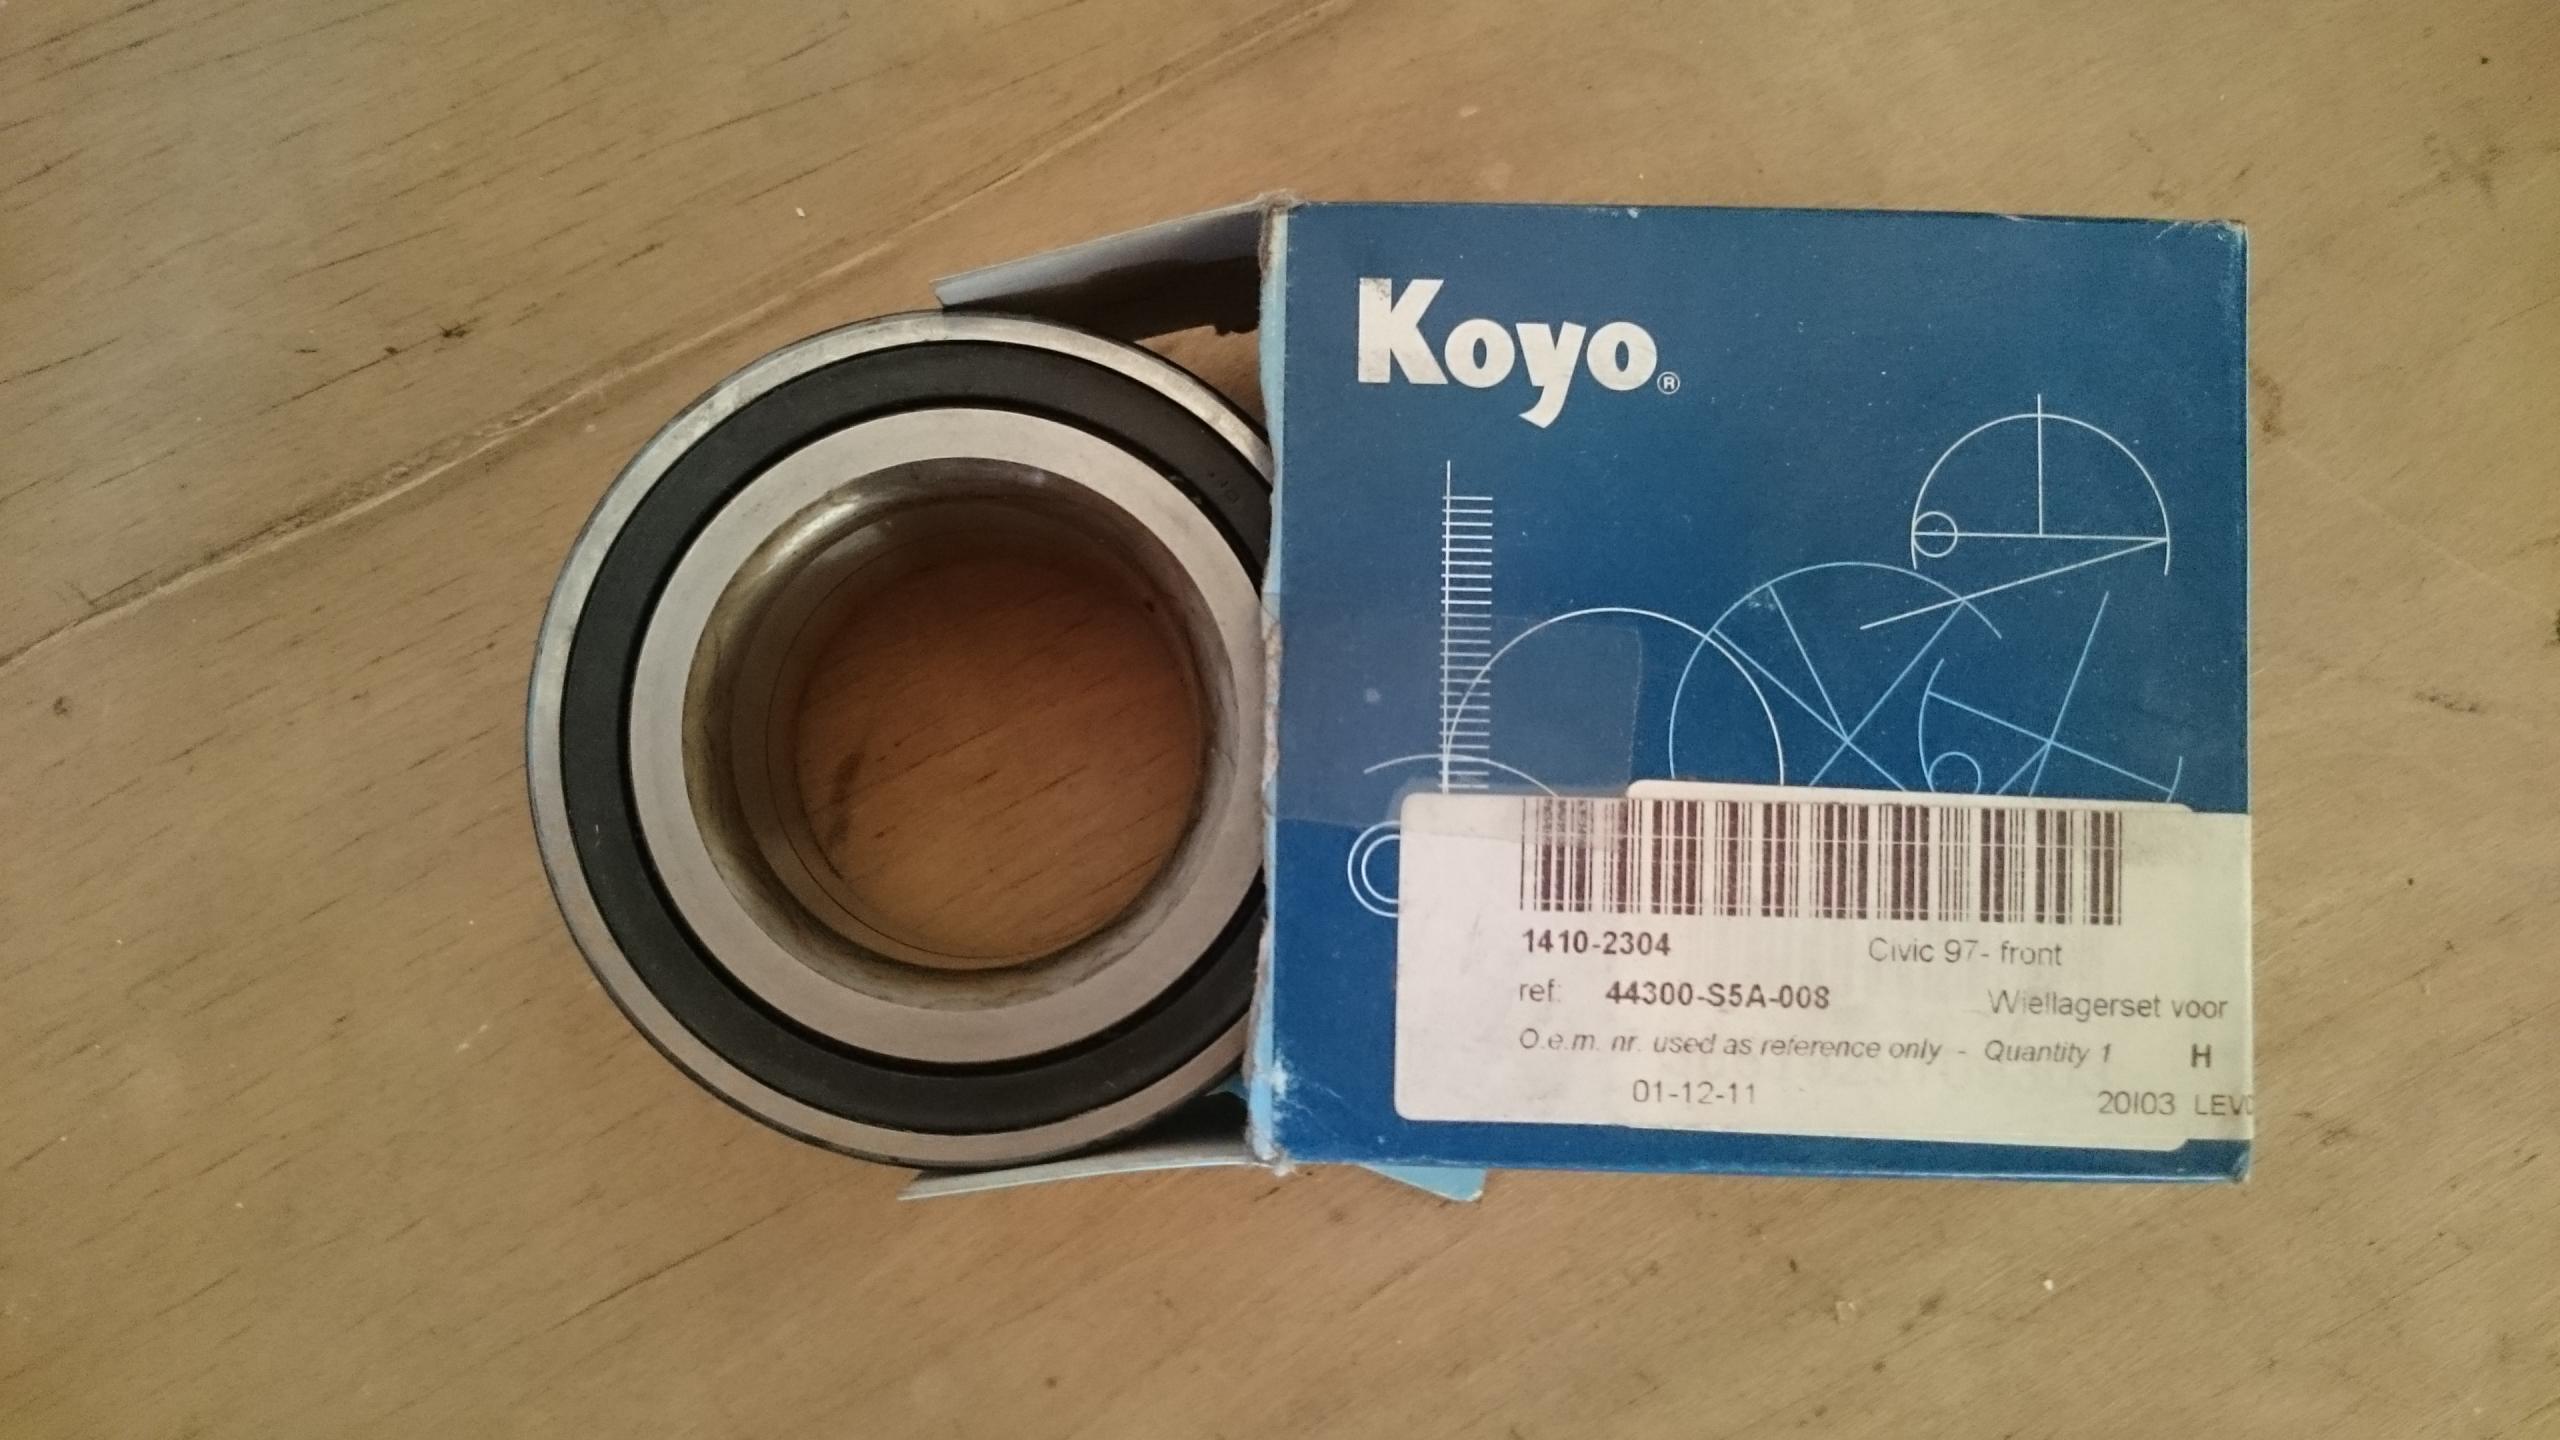 Koyo®
1410-2304 Civic 97- front
ref: 44300-S5A-008 Wiellagerset voor
O.e.m. nr. used as reference only - Quantity 1 H
01-12-11 20I03